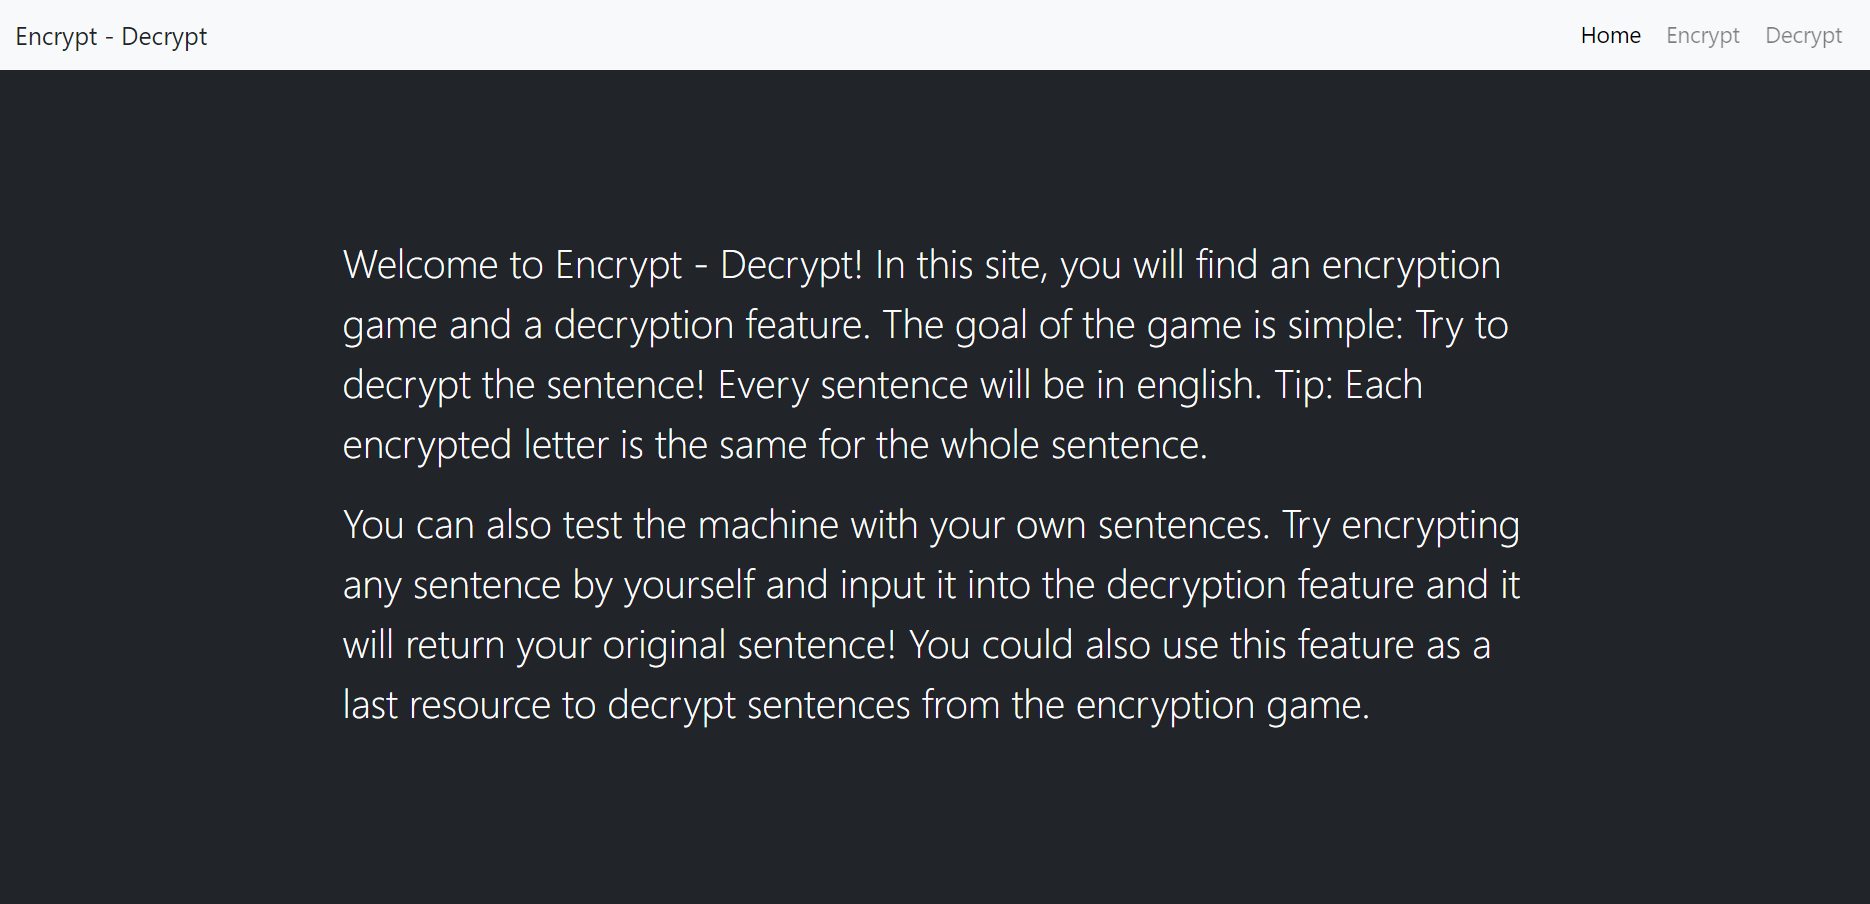 Encrypt - Decrypt
Home Encrypt Decrypt
Welcome to Encrypt - Decrypt! In this site, you will find an encryption
game and a decryption feature. The goal of the game is simple: Try to
decrypt the sentence! Every sentence will be in english. Tip: Each
encrypted letter is the same for the whole sentence.
You can also test the machine with your own sentences. Try encrypting
any sentence by yourself and input it into the decryption feature and it
will return your original sentence! You could also use this feature as a
last resource to decrypt sentences from the encryption game.